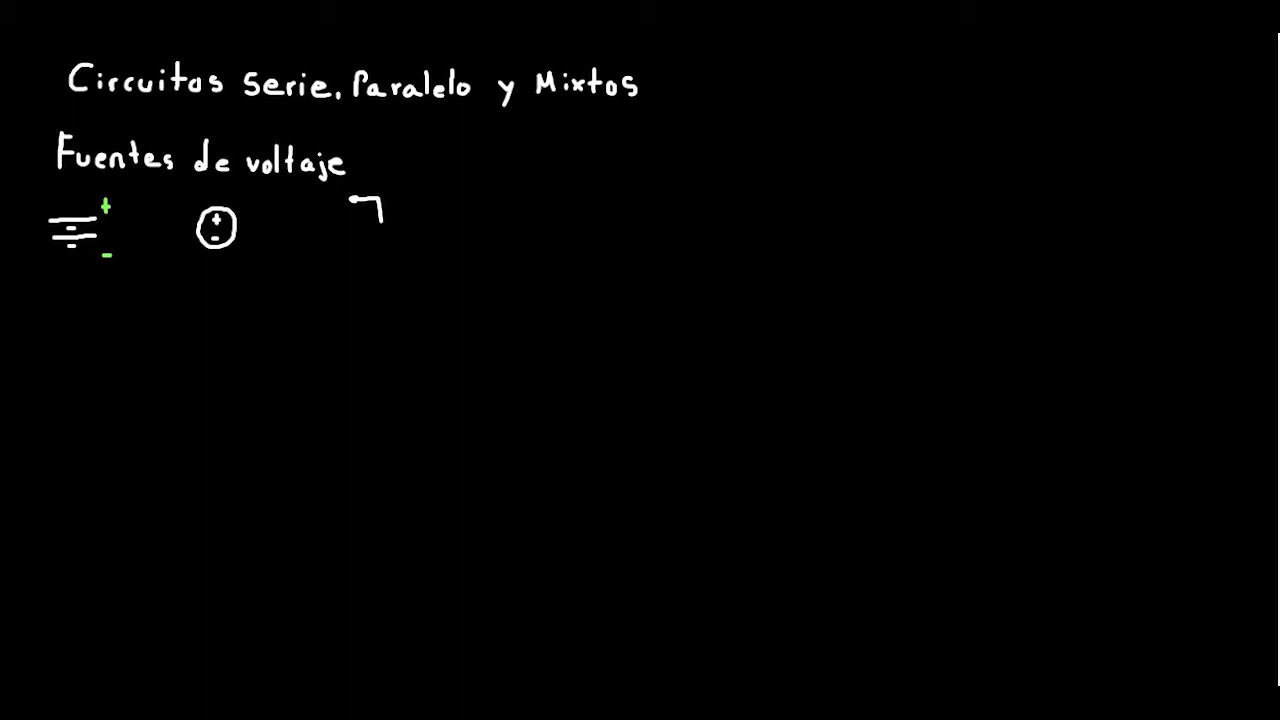 Circuitos Serie. Paralelo y Mixtos
Fuentes de voltaje
+ +
- -